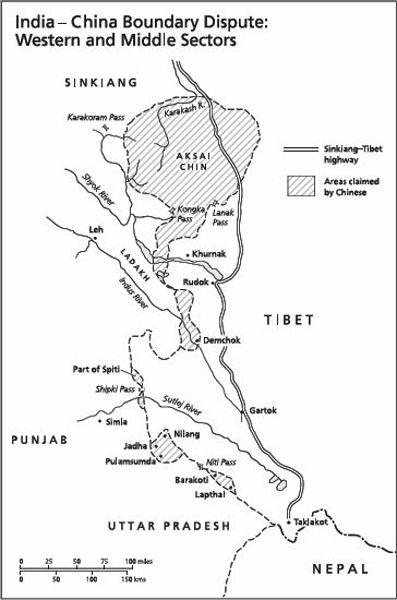 India – China Boundary Dispute:
Western and Middle Sectors
SINKIANG
Karakash R.
Karakoram Pass
AKSAI
CHIN
Sinkiang–Tibet
highway
Areas claimed
by Chinese
Shyok River
Kongka
Pass
Lanak
Pass
Leh
LADAKH
Khurnak
Indus River
Rudok
TIBET
Demchok
Part of Spiti
Shipki Pass
Sutlej River
Gartok
Simla
PUNJAB
Nilang
Jadha
Pulamsumda
Niti Pass
Barakoti
Lapthal
UTTAR PRADESH
Taklakot
NEPAL
0 25 50 75 100 miles
0 50 100 150 kms